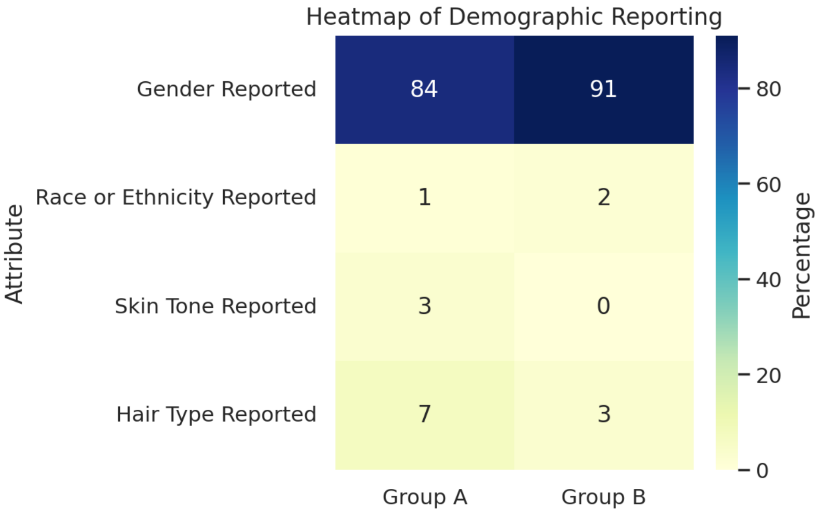 Heatmap of Demographic Reporting
Attribute
Gender Reported 84 91
Race or Ethnicity Reported 1 2
Skin Tone Reported 3 0
Hair Type Reported 7 3
Group A Group B
80
60
40
20
0
Percentage